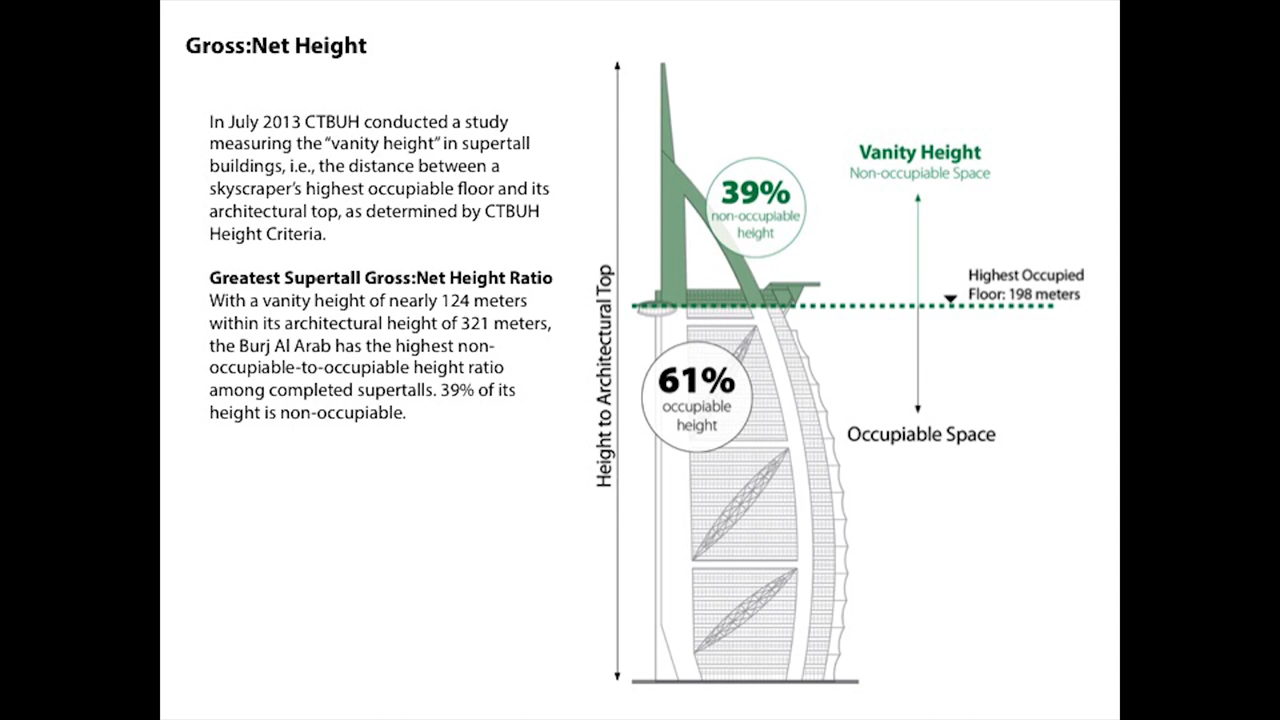 Gross:Net Height
In July 2013 CTBUH conducted a study
measuring the “vanity height” in supertall
buildings, i.e., the distance between a
skyscraper’s highest occupiable floor and its
architectural top, as determined by CTBUH
Height Criteria.
Greatest Supertall Gross:Net Height Ratio
With a vanity height of nearly 124 meters
within its architectural height of 321 meters,
the Burj Al Arab has the highest non-
occupiable-to-occupiable height ratio
among completed supertalls. 39% of its
height is non-occupiable.
Height to Architectural Top
39%
non-occupiable
height
61%
occupiable
height
Vanity Height
Non-occupiable Space
Highest Occupied
Floor: 198 meters
Occupiable Space